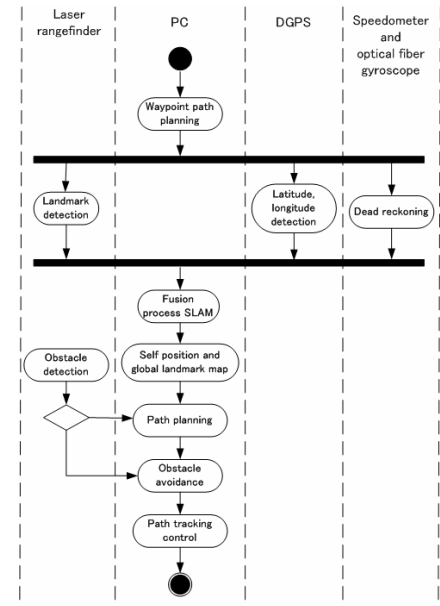 Laser
rangefinder
PC
DGPS
Speedometer
and
optical fiber
gyroscope
Waypoint path
planning
Landmark
detection
Latitude,
longitude
detection
Dead reckoning
Fusion
process SLAM
Obstacle
detection
Self position and
global landmark map
Path planning
Obstacle
avoidance
Path tracking
control